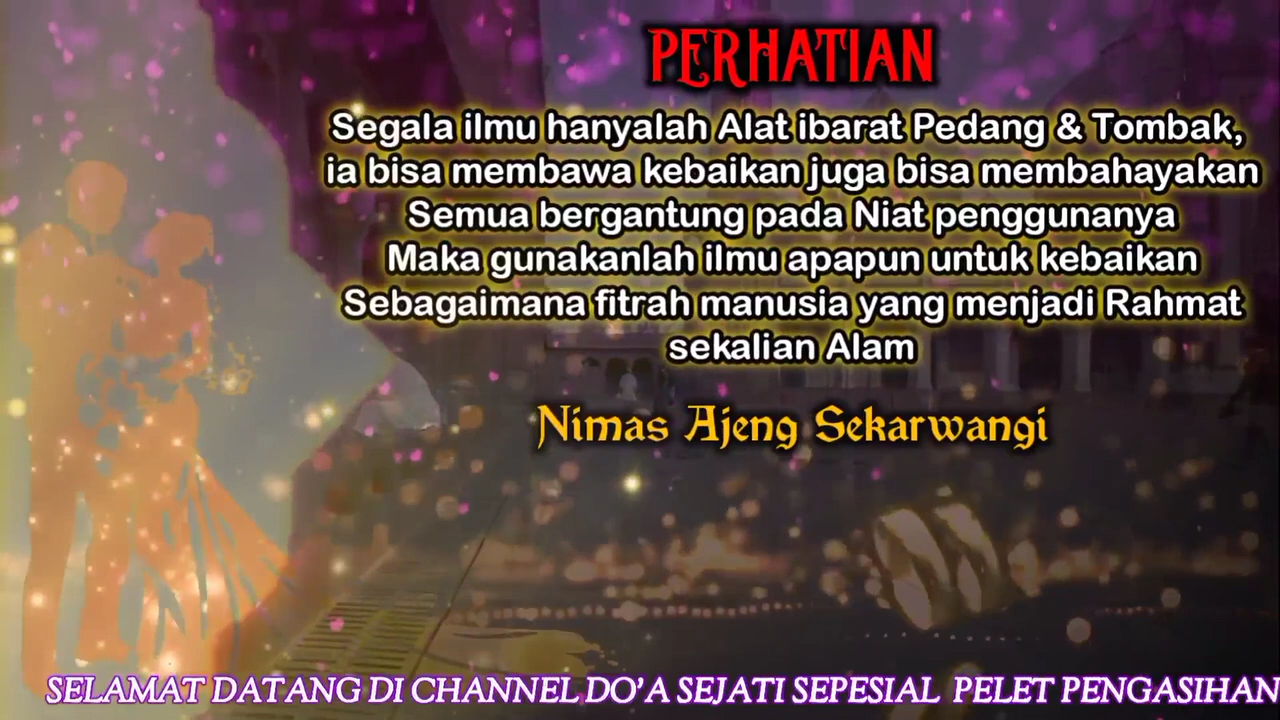 PERHATIAN
Segala ilmu hanyalah Alat ibarat Pedang & Tombak,
ia bisa membawa kebaikan juga bisa membahayakan
Semua bergantung pada Niat penggunanya
Maka gunakanlah ilmu apapun untuk kebaikan
Sebagaimana fitrah manusia yang menjadi Rahmat
sekalian Alam
Nimas Ajeng Sekarwangi
SELAMAT DATANG DI CHANNEL DO'A SEJATI SEPESIAL PELET PENGASIHAN